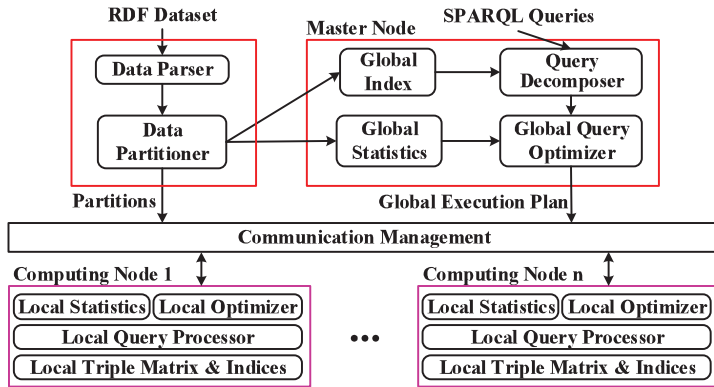 RDF Dataset
Data Parser
Data
Partitioner
Partitions
Master Node
SPARQL Queries
Global
Index
Query
Decomposer
Global
Statistics
Global Query
Optimizer
Global Execution Plan
Communication Management
Computing Node 1
Local Statistics
Local Optimizer
Local Query Processor
Local Triple Matrix & Indices
•••
Computing Node n
Local Statistics
Local Optimizer
Local Query Processor
Local Triple Matrix & Indices